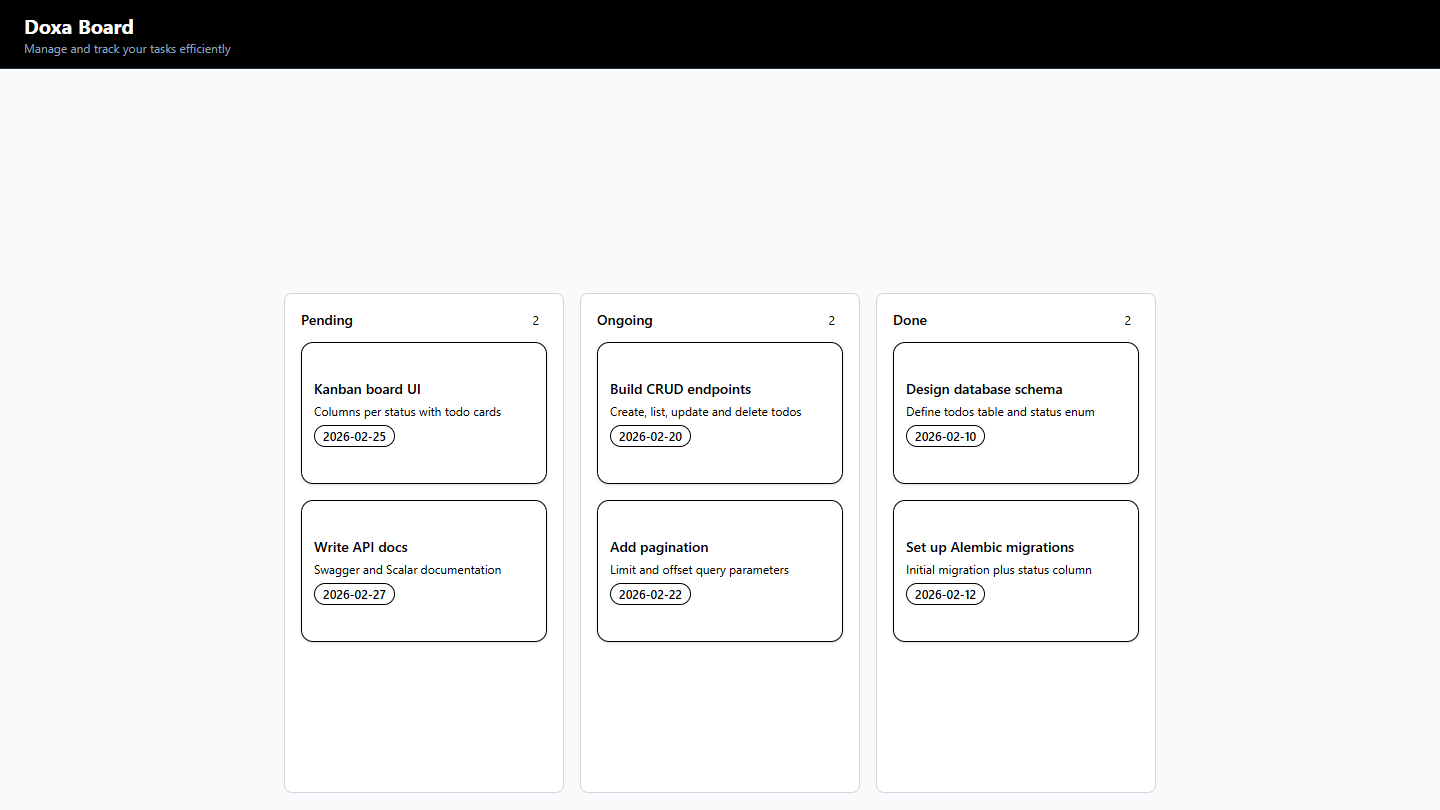 Doxa Board
Manage and track your tasks efficiently
Pending 2
Kanban board UI
Columns per status with todo cards
2026-02-25
Write API docs
Swagger and Scalar documentation
2026-02-27
Ongoing 2
Build CRUD endpoints
Create, list, update and delete todos
2026-02-20
Add pagination
Limit and offset query parameters
2026-02-22
Done 2
Design database schema
Define todos table and status enum
2026-02-10
Set up Alembic migrations
Initial migration plus status column
2026-02-12